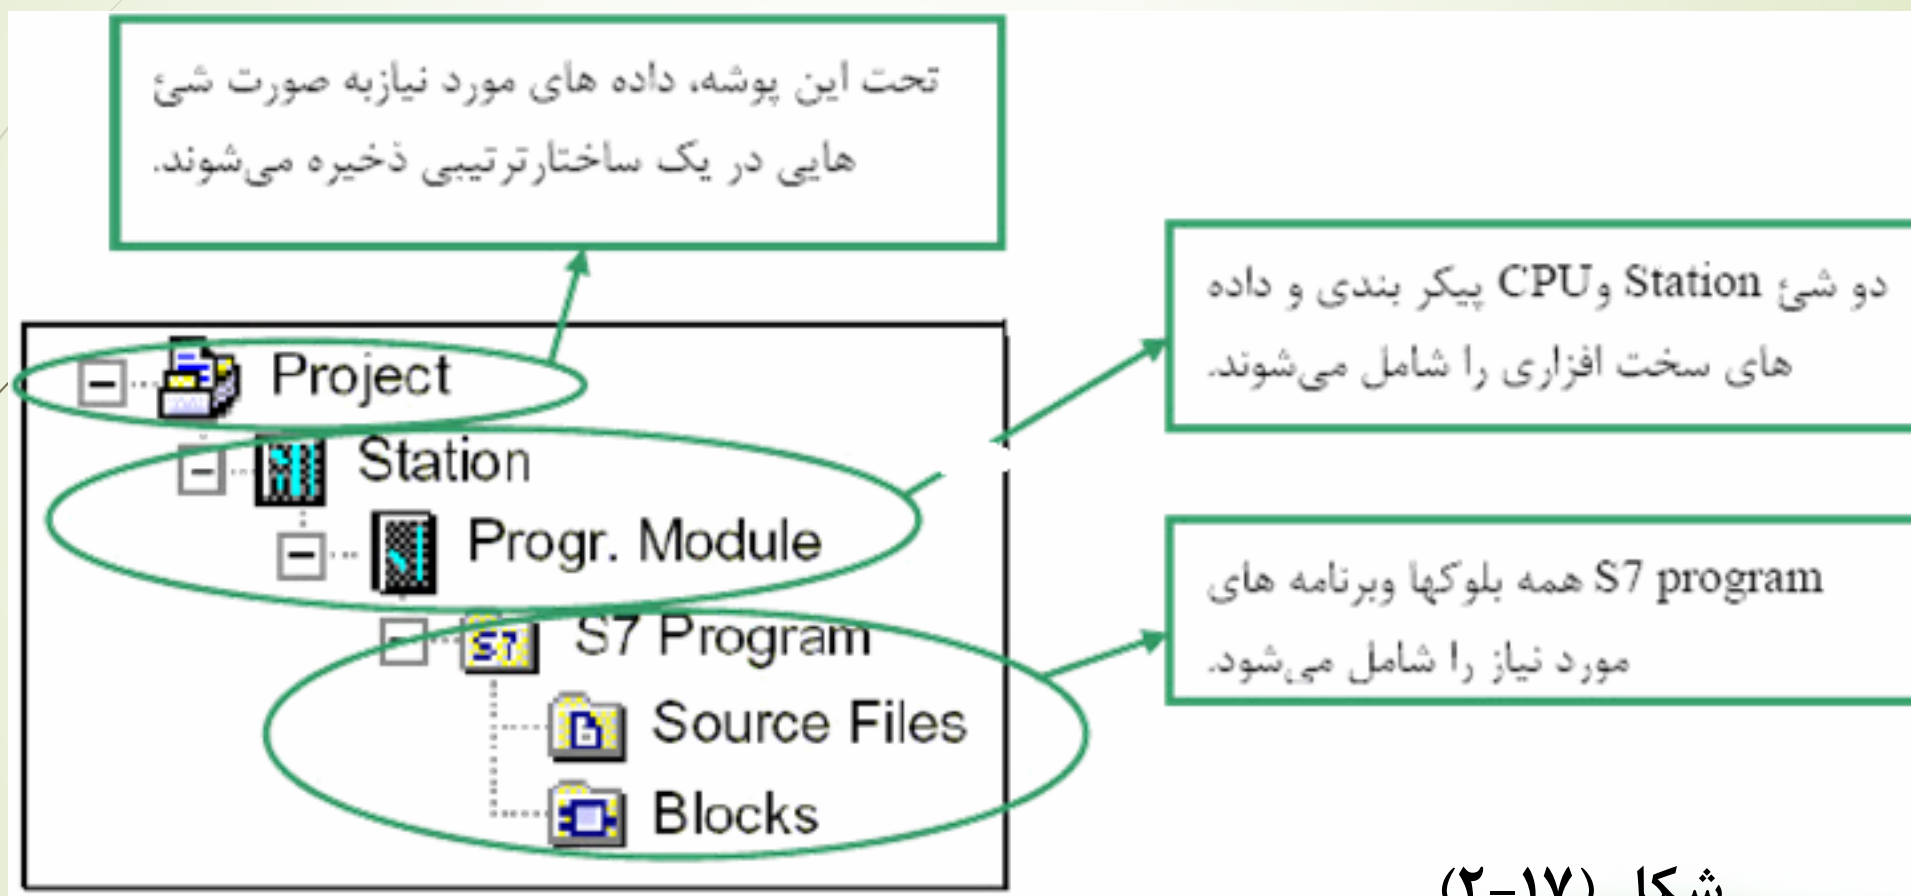 تحت این پوشه، داده های مورد نیازبه صورت شئ
هایی در یک ساختارترتیبی ذخیره می‌شوند.
دو شئ Station وCPU پیکر بندی و داده
های سخت افزاری را شامل می‌شوند.
Project
Station
Progr. Module
S7 Program
Source Files
Blocks
S7 program همه بلوکها وبرنامه های
مورد نیاز را شامل می‌شود.
شکل (۱۷-۲)